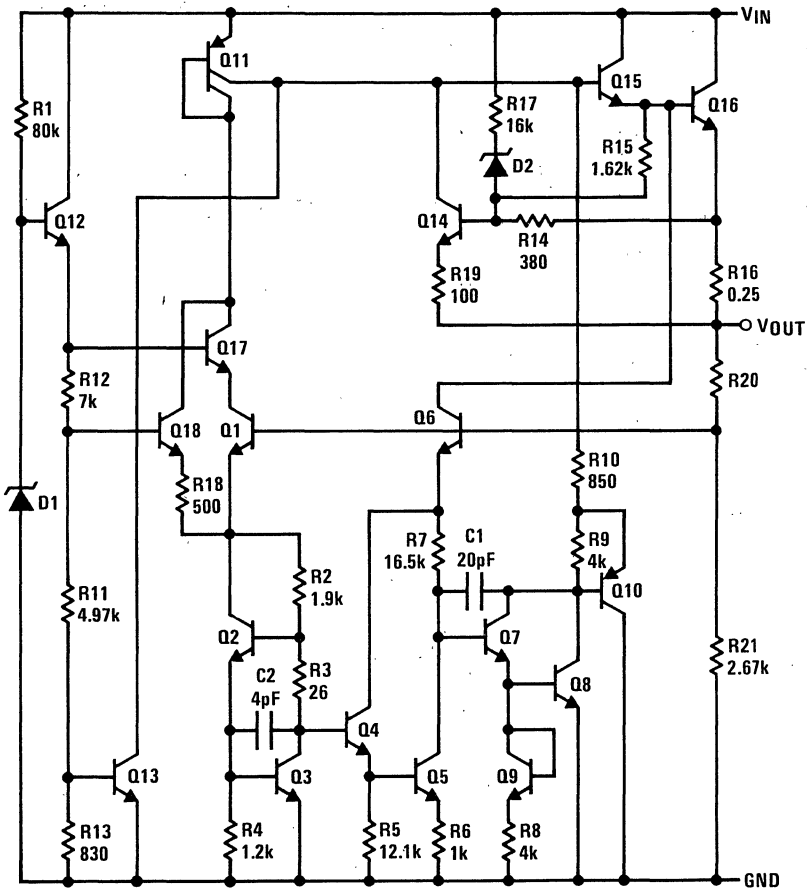 VIN
Q11
Q15
Q16
R1
80k
R17
16k
R15
1.62k
D2
Q12
Q14
R14
380
R19
100
R16
0.25
VOUT
Q17
R12
7k
R20
Q6
Q18
Q1
R18
500
R10
850
D1
R7
16.5k
C1
20pF
R9
4k
Q10
R2
1.9k
R11
4.97k
Q2
Q7
R21
2.67k
R3
26
C2
4pF
Q4
Q8
Q13
Q3
Q5
Q9
R13
830
R4
1.2k
R5
12.1k
R6
1k
R8
4k
GND